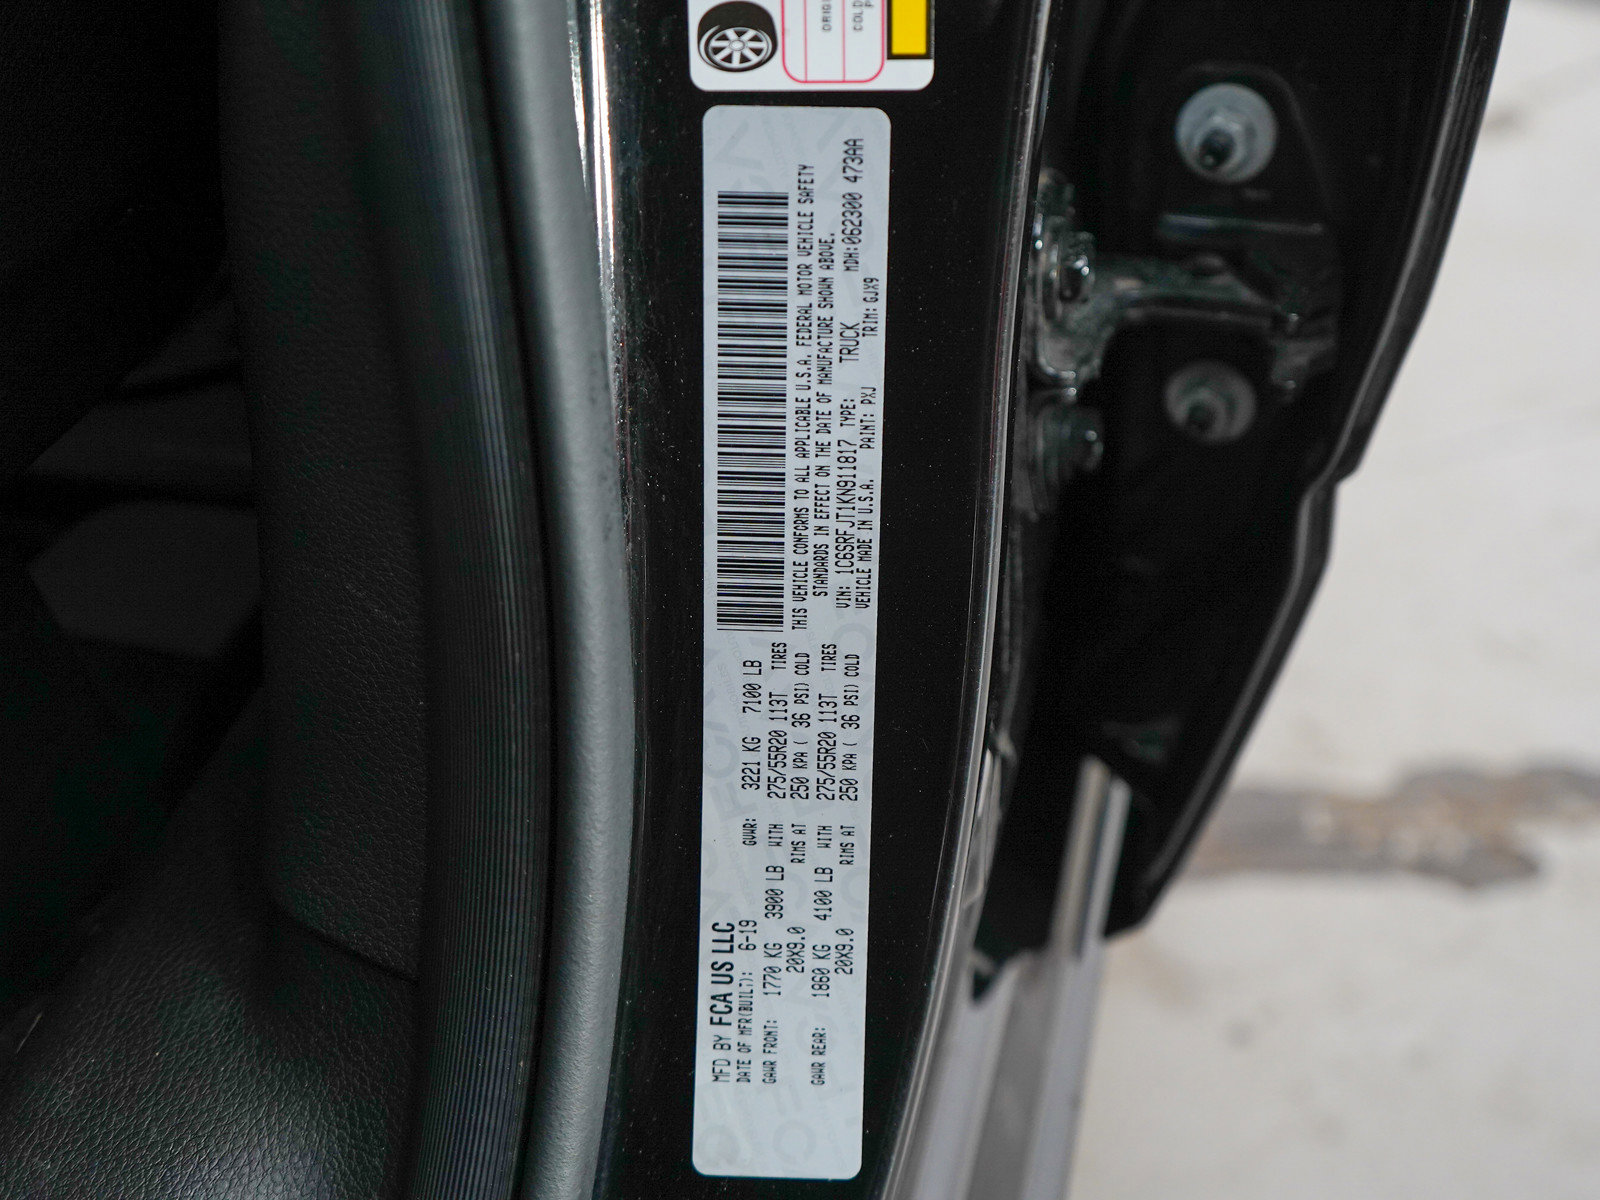 ORIGI
COLD
MFD BY FCA US LLC
DATE OF MFR(BUILT): 6-19 GVWR: 3221 KG 7100 LB
GAWR FRONT: 1770 KG 3900 LB WITH 275/55R20 113T TIRES
20X9.0 RIMS AT 250 KPA ( 36 PSI) COLD
GAWR REAR: 1860 KG 4100 LB WITH 275/55R20 113T TIRES
20X9.0 RIMS AT 250 KPA ( 36 PSI) COLD
THIS VEHICLE CONFORMS TO ALL APPLICABLE U.S.A. FEDERAL MOTOR VEHICLE SAFETY
STANDARDS IN EFFECT ON THE DATE OF MANUFACTURE SHOWN ABOVE.
VIN: 1C6SRFJT1KN911817 TYPE: TRUCK MDH:062300 473AA
VEHICLE MADE IN U.S.A. PAINT: PXJ TRIM: GJX9